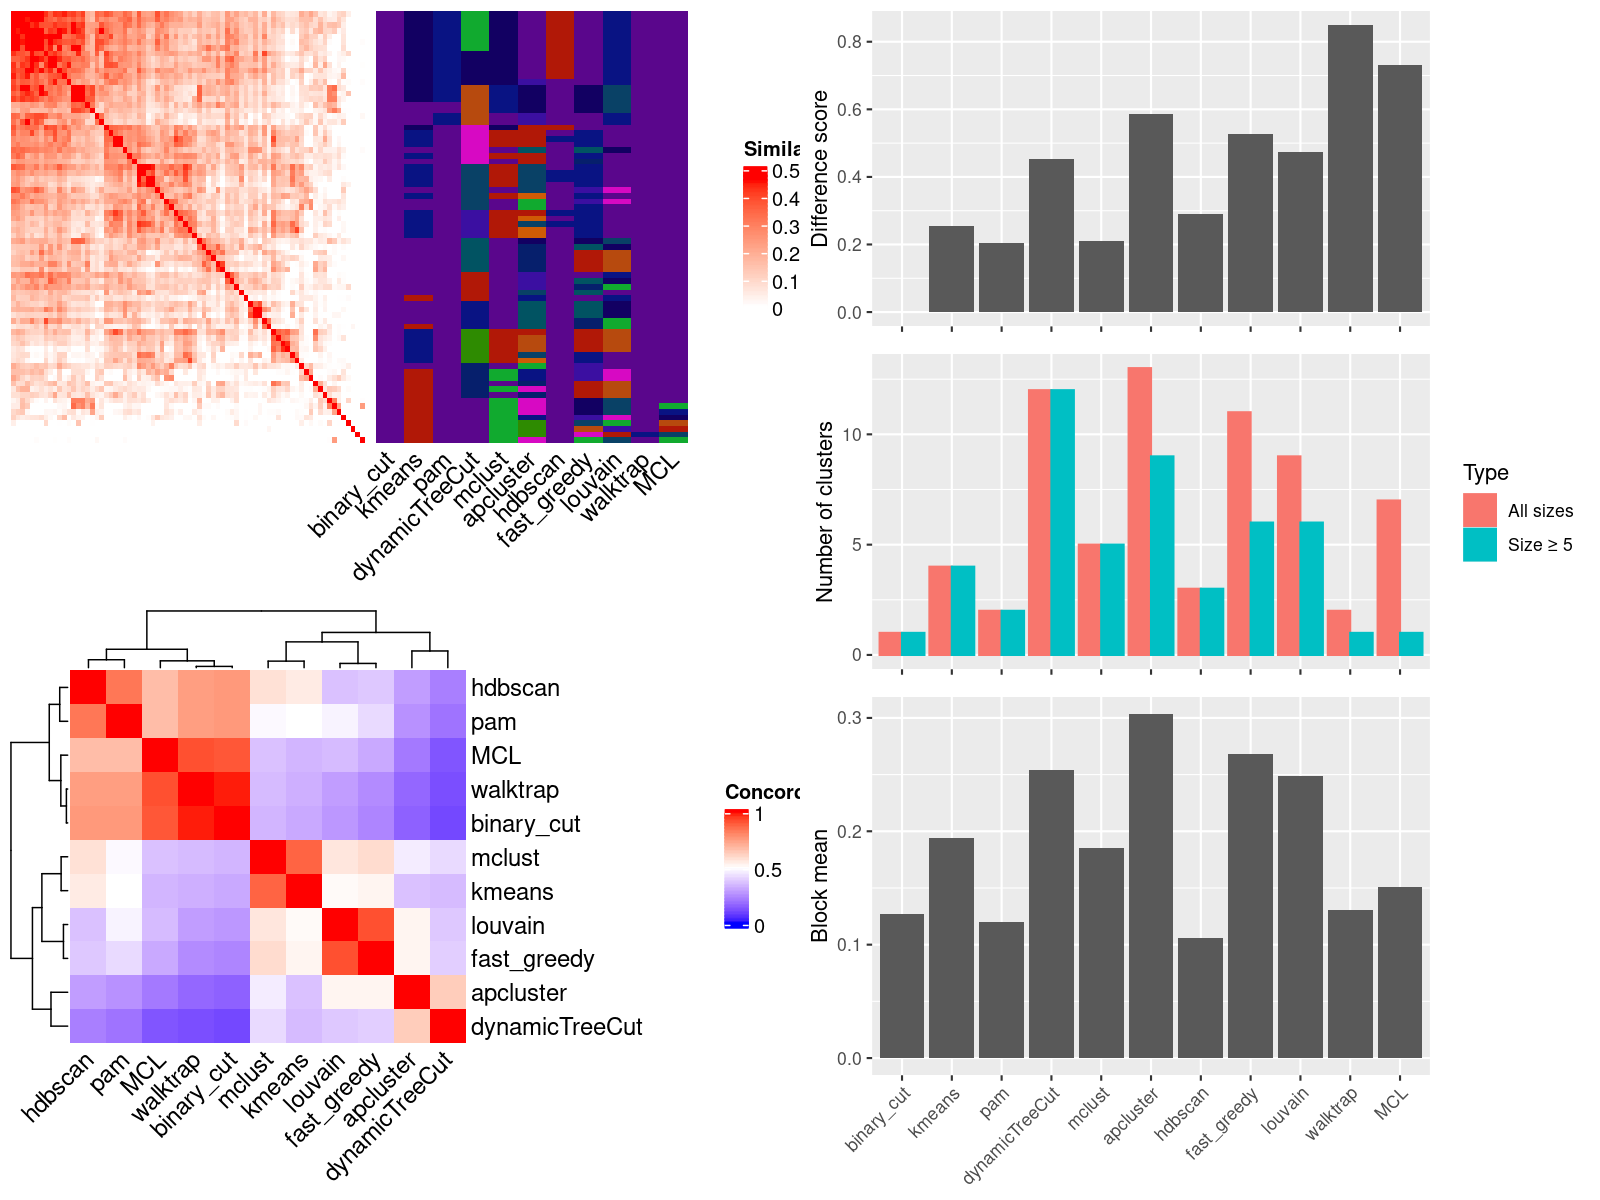 Simila
0.5
0.4
0.3
0.2
0.1
0
binary_cut
kmeans
pam
dynamicTreeCut
mclust
apcluster
hdbscan
fast_greedy
louvain
walktrap
MCL
hdbscan
pam
MCL
walktrap
binary_cut
mclust
kmeans
louvain
fast_greedy
apcluster
dynamicTreeCut
hdbscan
pam
MCL
walktrap
binary_cut
mclust
kmeans
louvain
fast_greedy
apcluster
dynamicTreeCut
Concord
1
0.5
0
Difference score
0.8
0.6
0.4
0.2
0.0
Number of clusters
10
5
0
Type
All sizes
Size ≥ 5
Block mean
0.3
0.2
0.1
0.0
binary_cut
kmeans
pam
dynamicTreeCut
mclust
apcluster
hdbscan
fast_greedy
louvain
walktrap
MCL